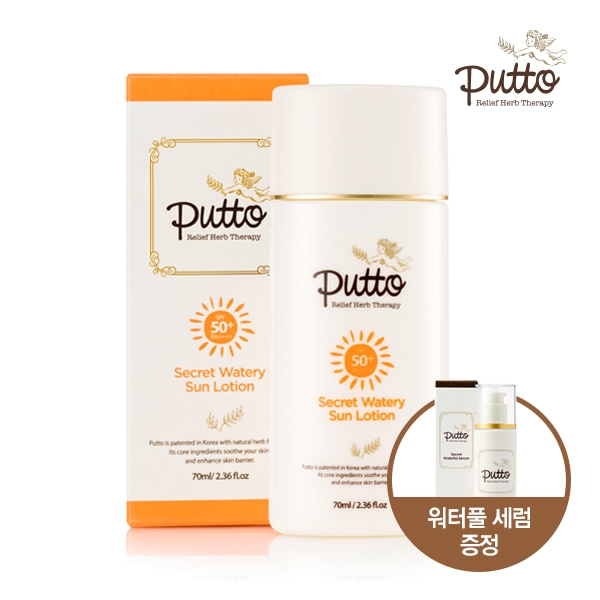 Putto
Relief Herb Therapy
Putto
Relief Herb Therapy
SPF
50+
PA++++
Secret Watery
Sun Lotion
Putto is patented in Korea with natural herb
Its core ingredients soothe your skin
and enhance skin barrier.
70ml/ 2.36 fl.oz
Putto
Relief Herb Therapy
50+
Secret Watery
Sun Lotion
Putto is patented in Korea with natural
Its core ingredients soothe
and enhance skin
70ml/ 2.36 fl.oz
Putto
Secret
Waterful Serum
Putto
워터풀 세럼
증정